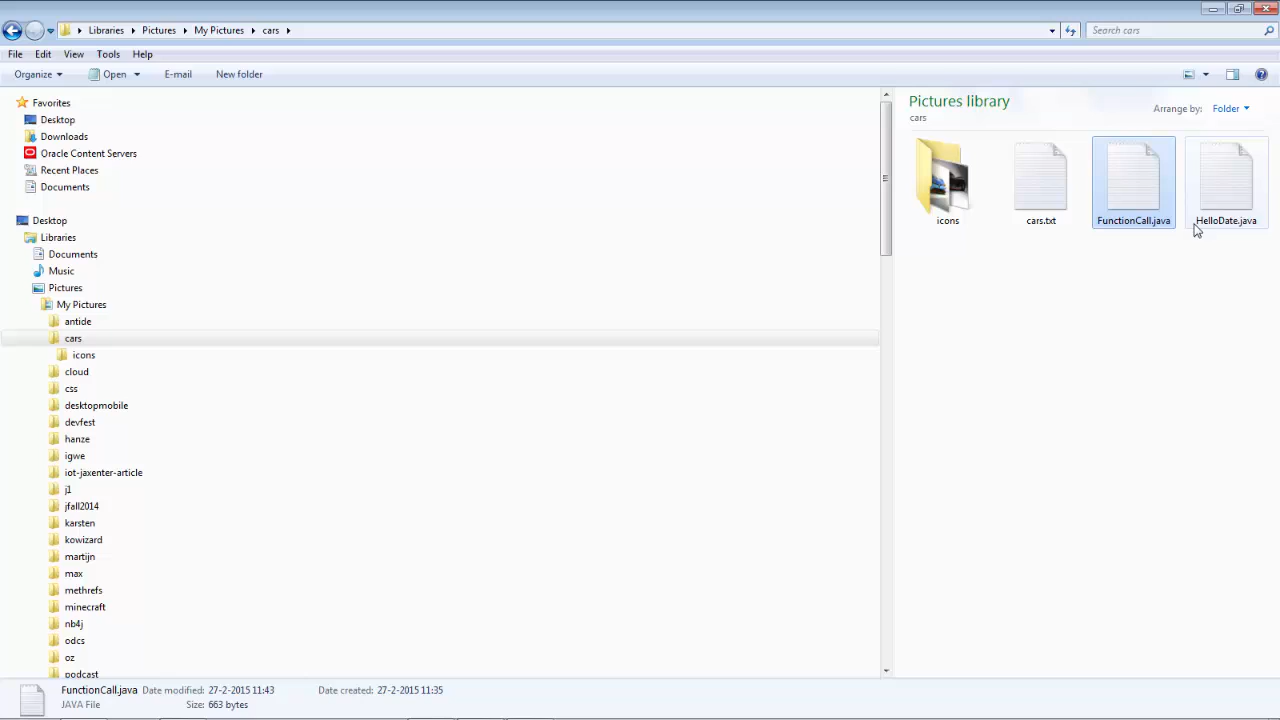 Libraries Pictures My Pictures cars
Search cars
File Edit View Tools Help
Organize Open E-mail New folder
Favorites
Desktop
Downloads
Oracle Content Servers
Recent Places
Documents
Desktop
Libraries
Documents
Music
Pictures
My Pictures
antide
cars
icons
cloud
css
desktopmobile
devfest
hanze
igwe
iot-jaxenter-article
j1
jfall2014
karsten
kowizard
martijn
max
methrefs
minecraft
nb4j
odcs
oz
podcast
Pictures library
cars
Arrange by: Folder
icons
cars.txt
FunctionCall.java
HelloDate.java
FunctionCall.java Date modified: 27-2-2015 11:43 Date created: 27-2-2015 11:35
JAVA File Size: 663 bytes